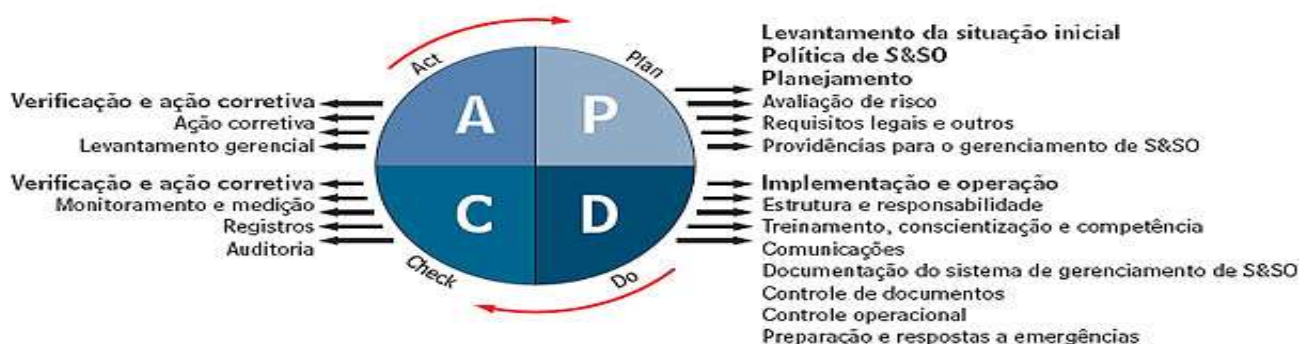 Act
Plan
A
P
C
D
Check
Do
Verificação e ação corretiva
Ação corretiva
Levantamento gerencial
Verificação e ação corretiva
Monitoramento e medição
Registros
Auditoria
Levantamento da situação inicial
Política de S&SO
Planejamento
Avaliação de risco
Requisitos legais e outros
Providências para o gerenciamento de S&SO
Implementação e operação
Estrutura e responsabilidade
Treinamento, conscientização e competência
Comunicações
Documentação do sistema de gerenciamento de S&SO
Controle de documentos
Controle operacional
Preparação e respostas a emergências